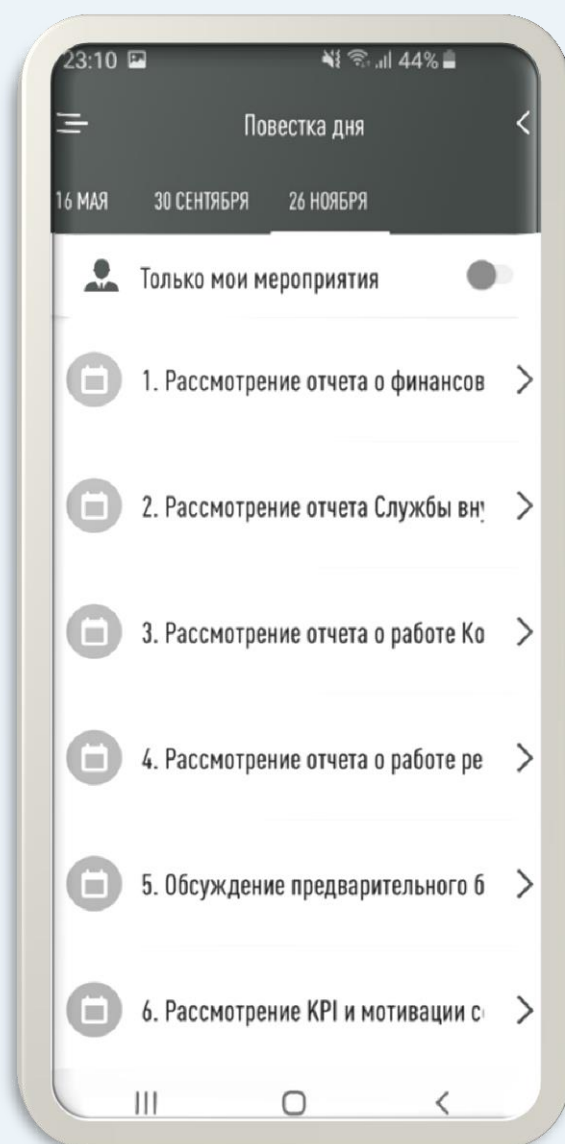 23:10 44%
Повестка дня
16 МАЯ 30 СЕНТЯБРЯ 26 НОЯБРЯ
Только мои мероприятия
1. Рассмотрение отчета о финансов
2. Рассмотрение отчета Службы вну
3. Рассмотрение отчета о работе Ко
4. Рассмотрение отчета о работе ре
5. Обсуждение предварительного б
6. Рассмотрение KPI и мотивации с